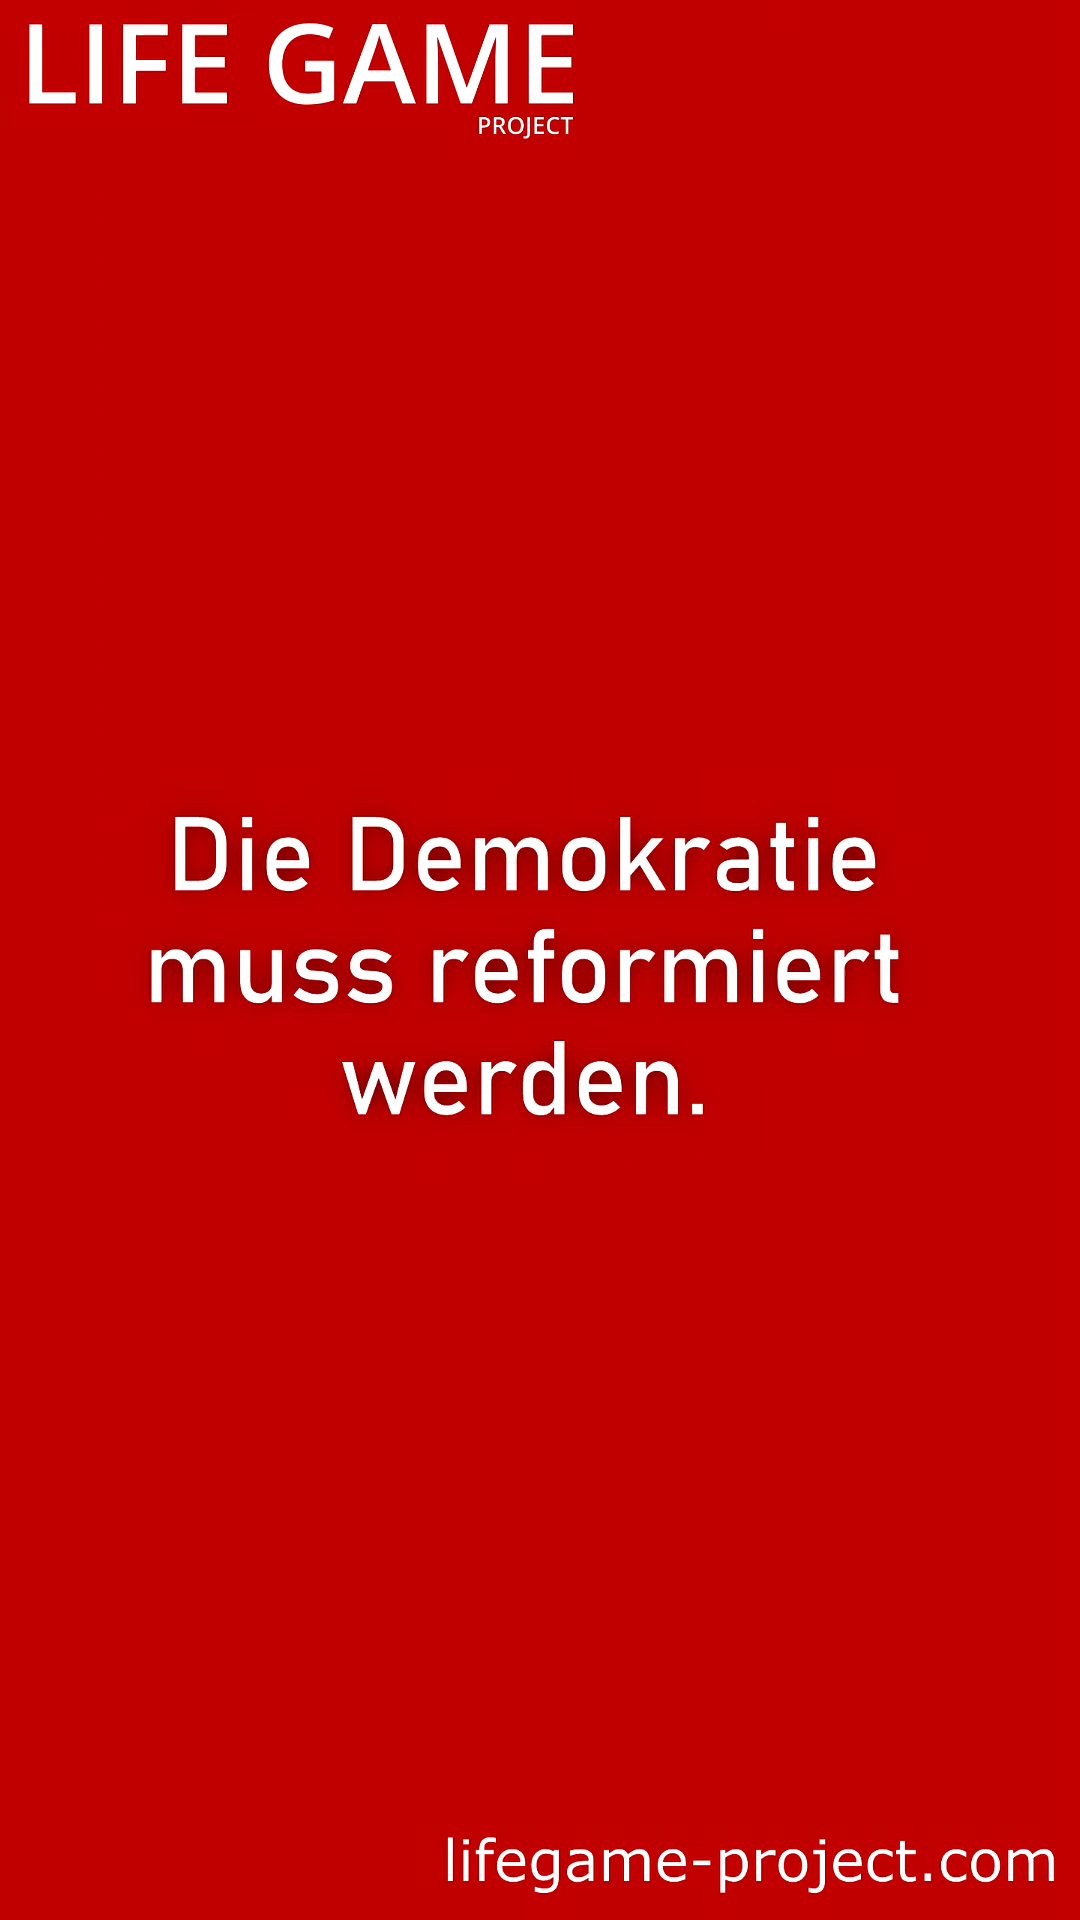 LIFE GAME
PROJECT
Die Demokratie
muss reformiert
werden.
lifegame-project.com